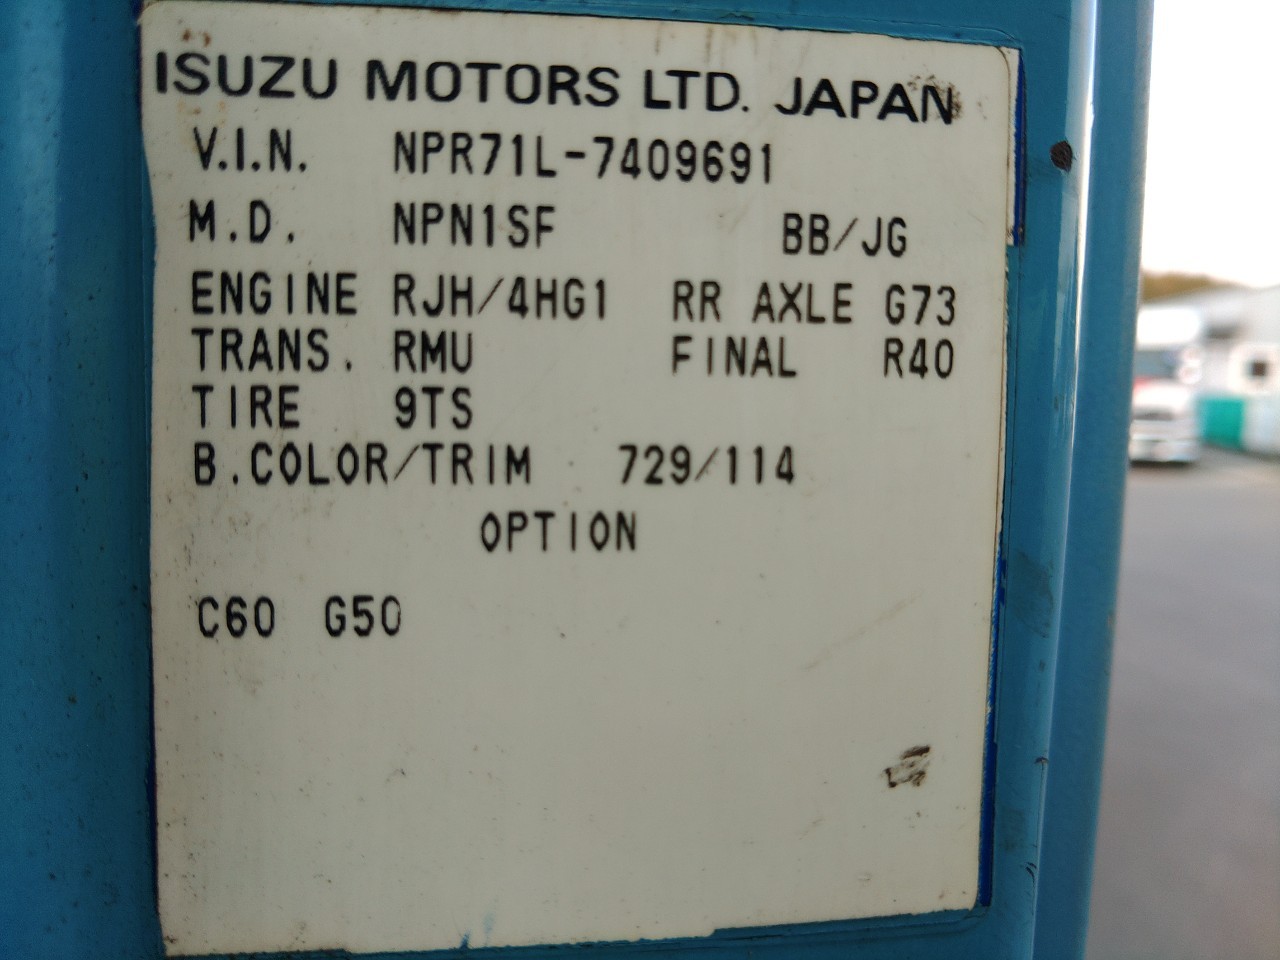 ISUZU MOTORS LTD. JAPAN
V.I.N. NPR71L-7409691
M.D. NPN1SF BB/JG
ENGINE RJH/4HG1 RR AXLE G73
TRANS. RMU FINAL R40
TIRE 9TS
B.COLOR/TRIM 729/114
OPTION
C60 G50